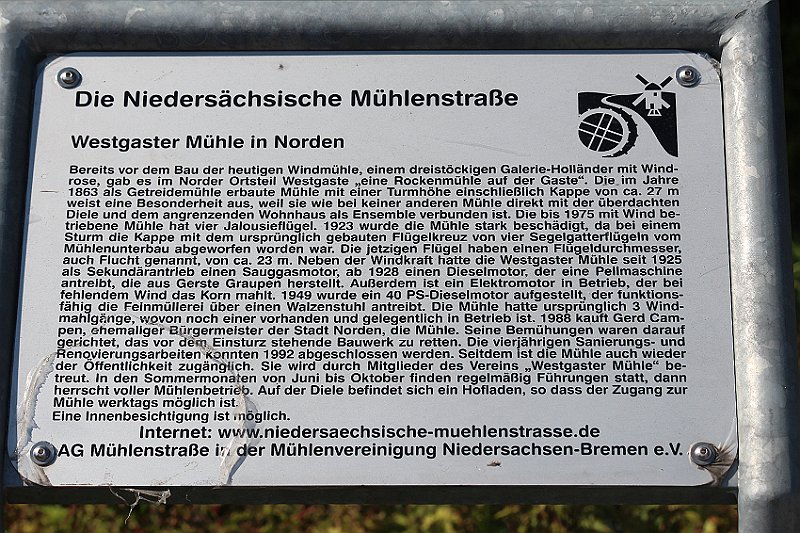 Die Niedersächsische Mühlenstraße
Westgaster Mühle in Norden
Bereits vor dem Bau der heutigen Windmühle, einem dreistöckigen Galerie-Holländer mit Wind-
rose, gab es im Norder Ortsteil Westgaste „eine Rockenmühle auf der Gaste“. Die im Jahre
1863 als Getreidemühle erbaute Mühle mit einer Turmhöhe einschließlich Kappe von ca. 27 m
weist eine Besonderheit aus, weil sie wie bei keiner anderen Mühle direkt mit der überdachten
Diele und dem angrenzenden Wohnhaus als Ensemble verbunden ist. Die bis 1975 mit Wind be-
triebene Mühle hat vier Jalousieflügel. 1923 wurde die Mühle stark beschädigt, da bei einem
Sturm die Kappe mit dem ursprünglich gebauten Flügelkreuz von vier Segelgatterflügeln vom
Mühlenunterbau abgeworfen worden war. Die jetzigen Flügel haben einen Flügeldurchmesser,
auch Flucht genannt, von ca. 23 m. Neben der Windkraft hatte die Westgaster Mühle seit 1925
als Sekundärantrieb einen Sauggasmotor, ab 1928 einen Dieselmotor, der eine Pellmaschine
antreibt, die aus Gerste Graupen herstellt. Außerdem ist ein Elektromotor in Betrieb, der bei
fehlendem Wind das Korn mahlt. 1949 wurde ein 40 PS-Dieselmotor aufgestellt, der funktions-
fähig die Feinmüllerei über einen Walzenstuhl antreibt. Die Mühle hatte ursprünglich 3 Wind-
mahlgänge, wovon noch einer vorhanden und gelegentlich in Betrieb ist. 1988 kauft Gerd Cam-
pen, ehemaliger Bürgermeister der Stadt Norden, die Mühle. Seine Bemühungen waren darauf
gerichtet, das vor dem Einsturz stehende Bauwerk zu retten. Die vierjährigen Sanierungs- und
Renovierungsarbeiten konnten 1992 abgeschlossen werden. Seitdem ist die Mühle auch wieder
der Öffentlichkeit zugänglich. Sie wird durch Mitglieder des Vereins „Westgaster Mühle“ be-
treut. In den Sommermonaten von Juni bis Oktober finden regelmäßig Führungen statt, dann
herrscht voller Mühlenbetrieb. Auf der Diele befindet sich ein Hofladen, so dass der Zugang zur
Mühle werktags möglich ist.
Eine Innenbesichtigung ist möglich.
Internet: www.niedersaechsische-muehlenstrasse.de
AG Mühlenstraße in der Mühlenvereinigung Niedersachsen-Bremen e.V.